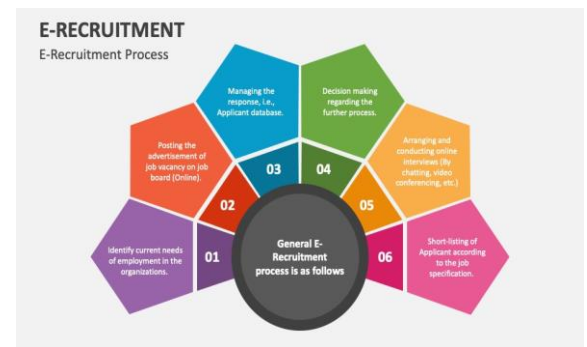 E-RECRUITMENT
E-Recruitment Process
Identify current needs
of employment in the
organizations.
01
Posting the
advertisement of
job vacancy on job
board (Online).
02
Managing the
response, i.e.,
Applicant database.
03
Decision making
regarding the
further process.
04
Arranging and
conducting online
interviews (By
chatting, video
conferencing, etc.)
05
Short-listing of
Applicant according
to the job
specification.
06
General E-
Recruitment
process is as follows